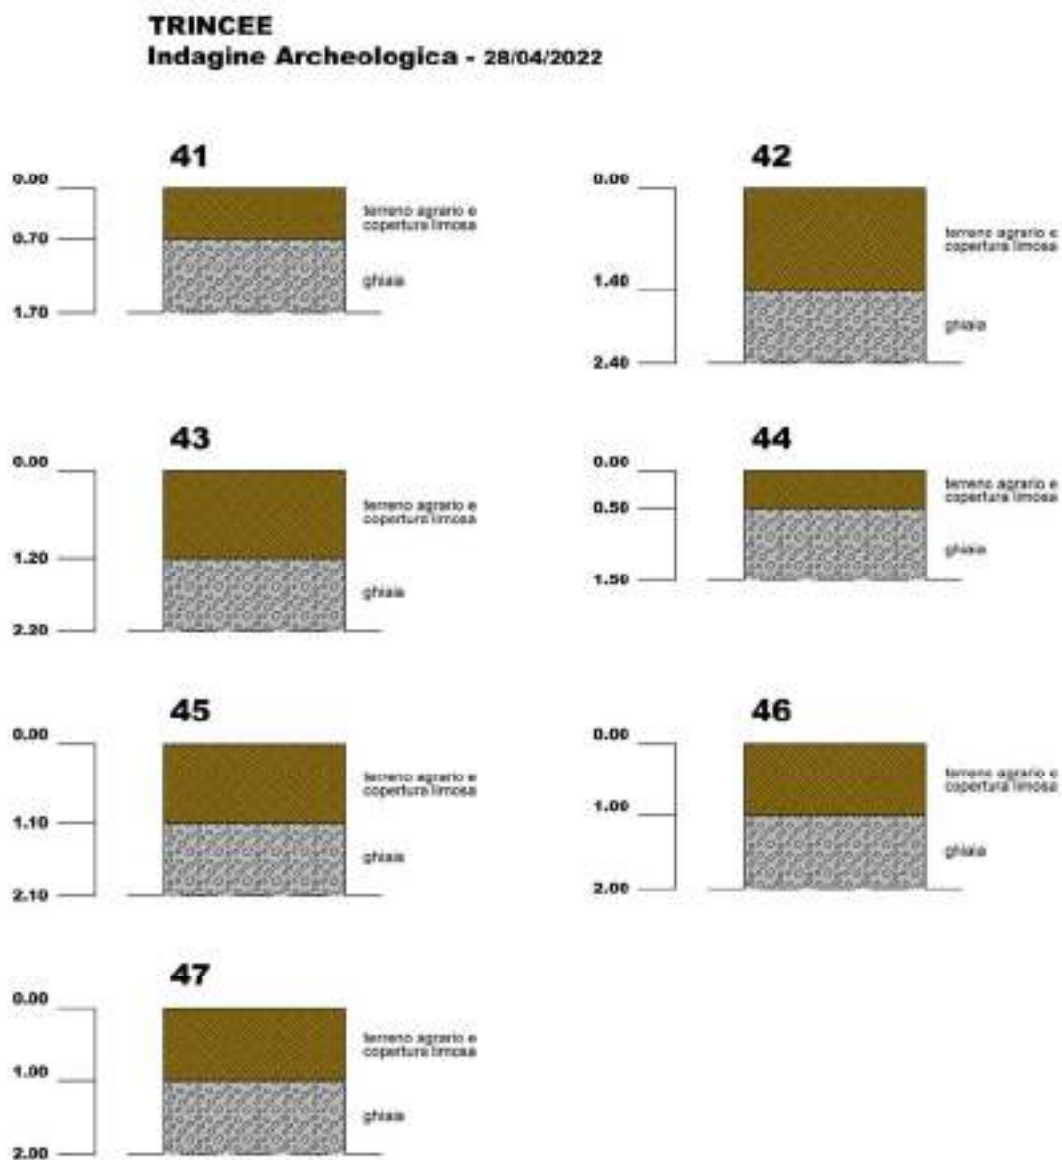 TRINCEE
Indagine Archeologica - 28/04/2022
41
0.00
terreno agrario e
copertura limosa
0.70
ghiaia
1.70
42
0.00
terreno agrario e
copertura limosa
1.40
ghiaia
2.40
43
0.00
terreno agrario e
copertura limosa
1.20
ghiaia
2.20
44
0.00
terreno agrario e
copertura limosa
0.50
ghiaia
1.50
45
0.00
terreno agrario e
copertura limosa
1.10
ghiaia
2.10
46
0.00
terreno agrario e
copertura limosa
1.00
ghiaia
2.00
47
0.00
terreno agrario e
copertura limosa
1.00
ghiaia
2.00